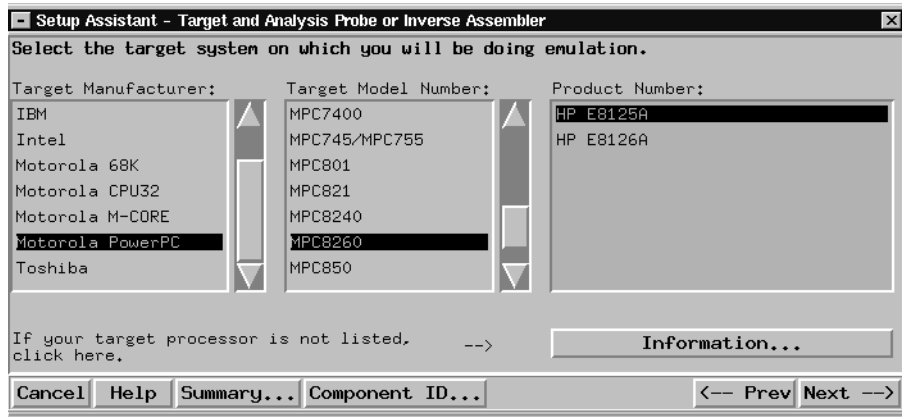 Setup Assistant - Target and Analysis Probe or Inverse Assembler
Select the target system on which you will be doing emulation.
Target Manufacturer:
IBM
Intel
Motorola 68K
Motorola CPU32
Motorola M-CORE
Motorola PowerPC
Toshiba
Target Model Number:
MPC7400
MPC745/MPC755
MPC801
MPC821
MPC8240
MPC8260
MPC850
Product Number:
HP E8125A
HP E8126A
If your target processor is not listed,
click here.
-->
Information...
Cancel Help Summary... Component ID... <-- Prev Next -->